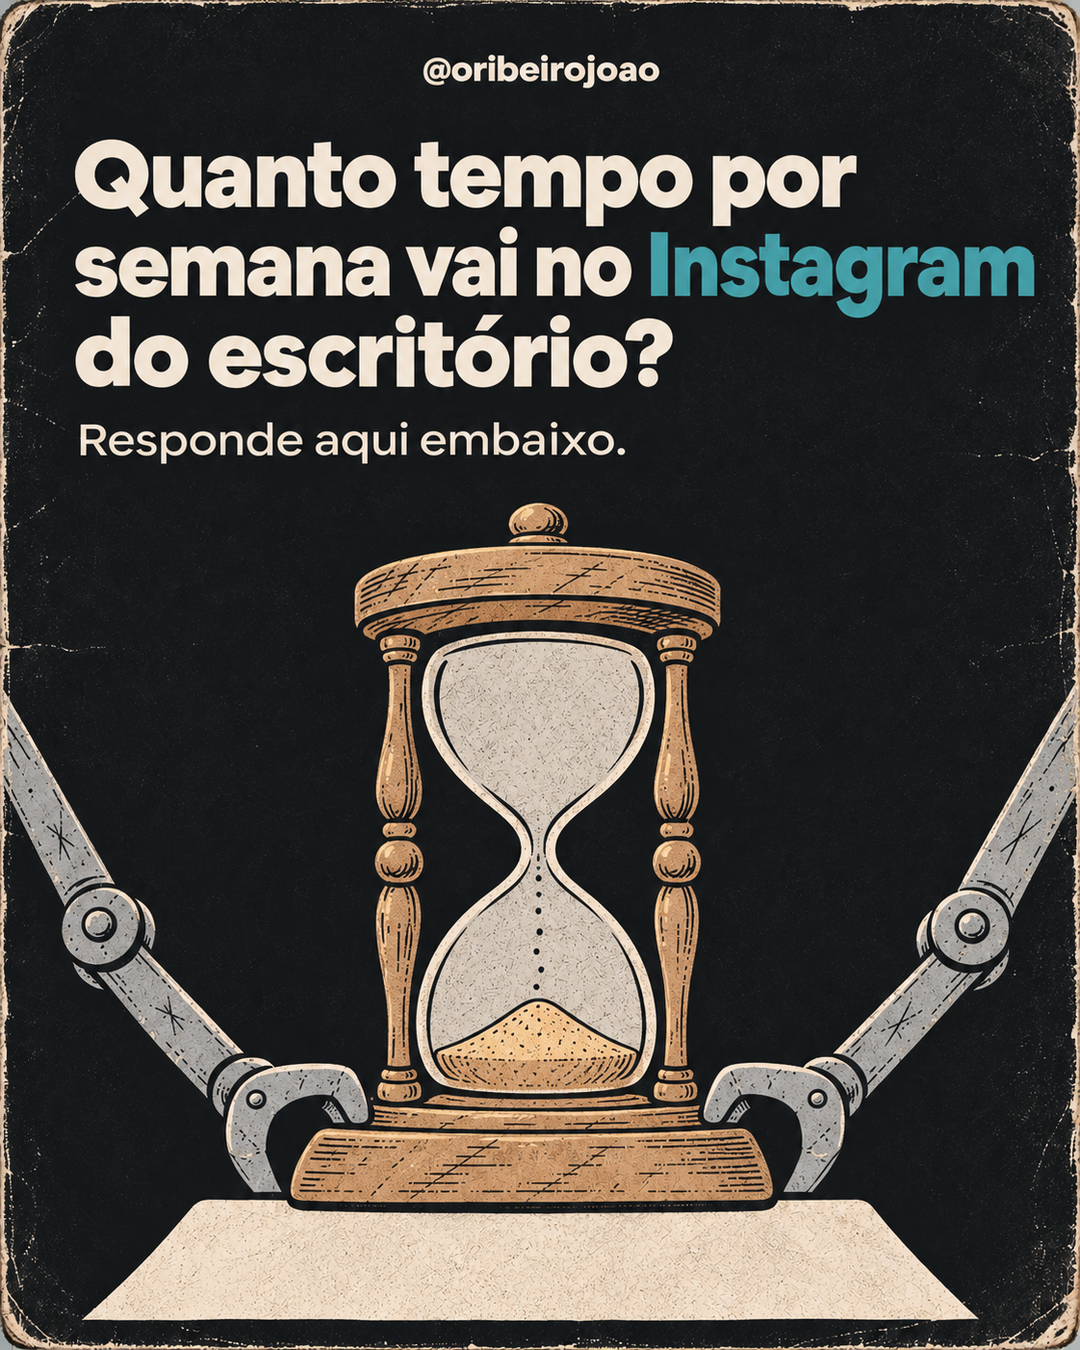 @oribeirojoao
Quanto tempo por
semana vai no Instagram
do escritório?
Responde aqui embaixo.